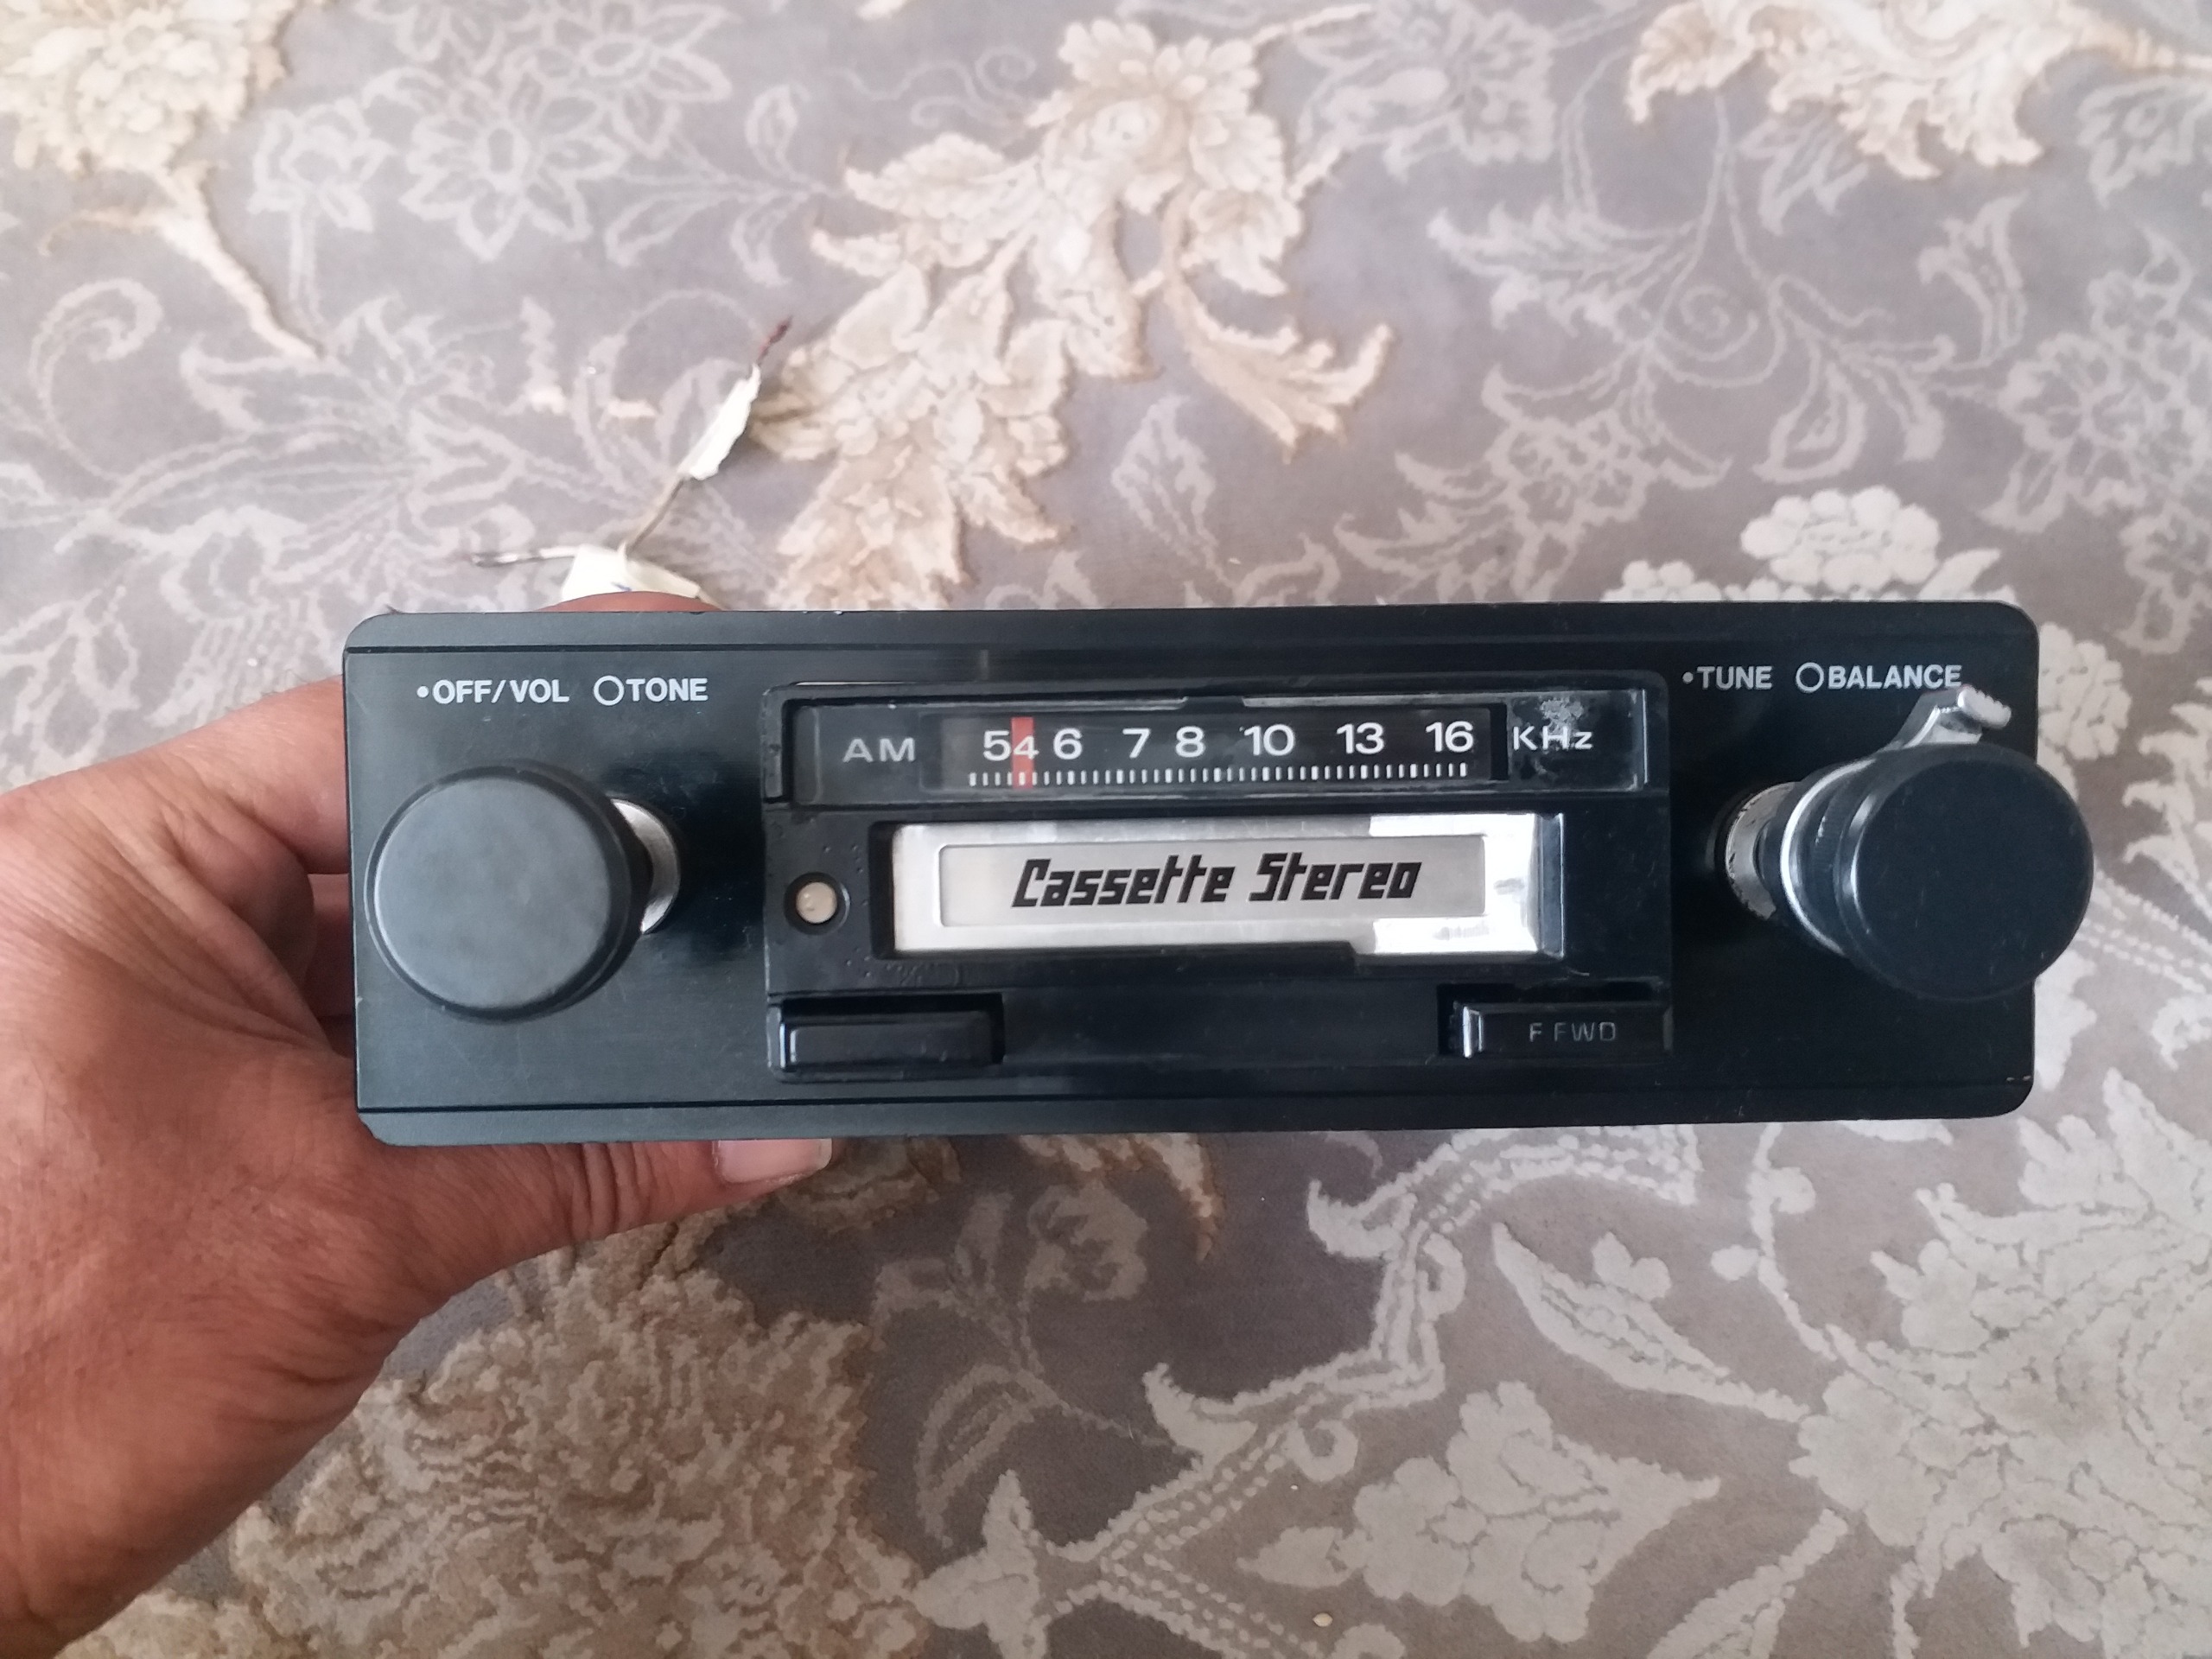 •OFF/VOL ○TONE
•TUNE ○BALANCE
AM 54 6 7 8 10 13 16 KHz
Cassette Stereo
F FWD